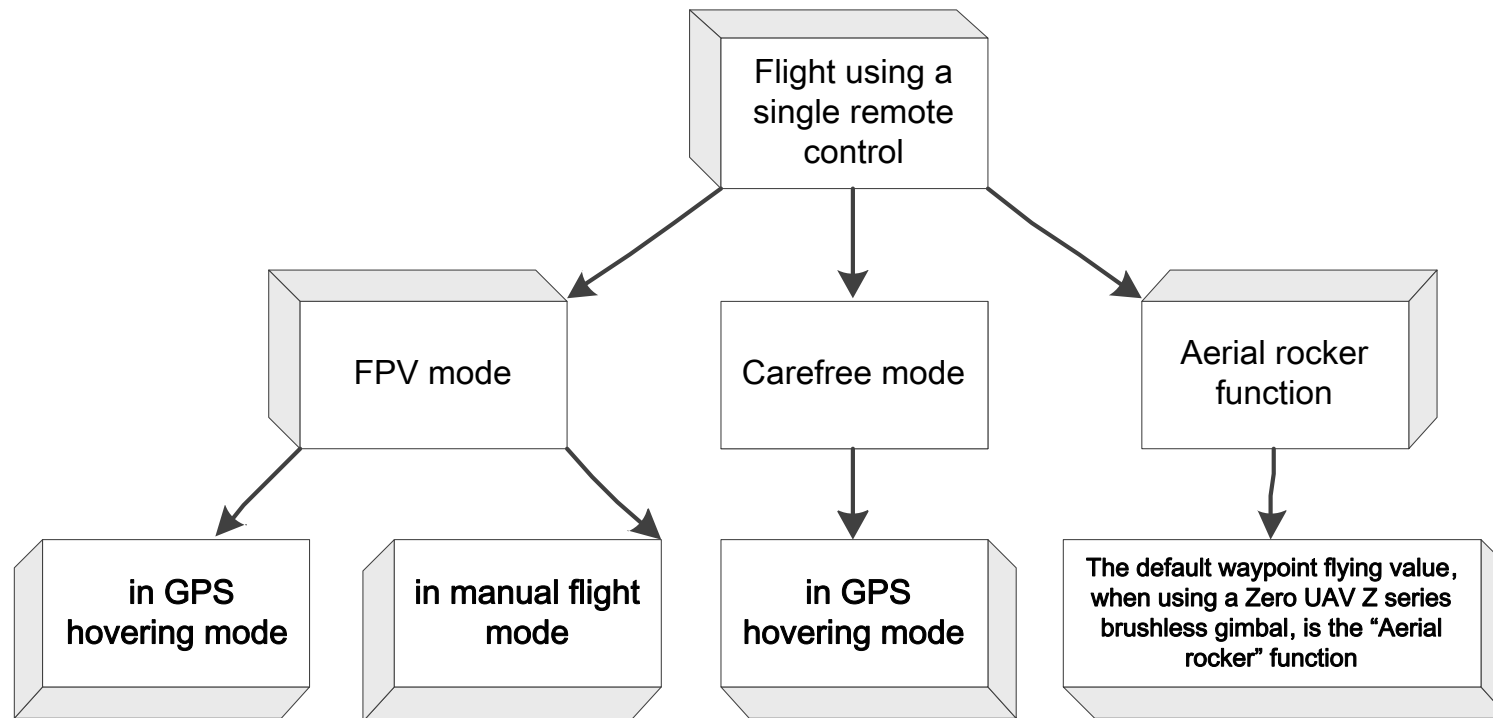 Flight using a
single remote
control
FPV mode
Carefree mode
Aerial rocker
function
in GPS
hovering mode
in manual flight
mode
in GPS
hovering mode
The default waypoint flying value,
when using a Zero UAV Z series
brushless gimbal, is the “Aerial
rocker” function